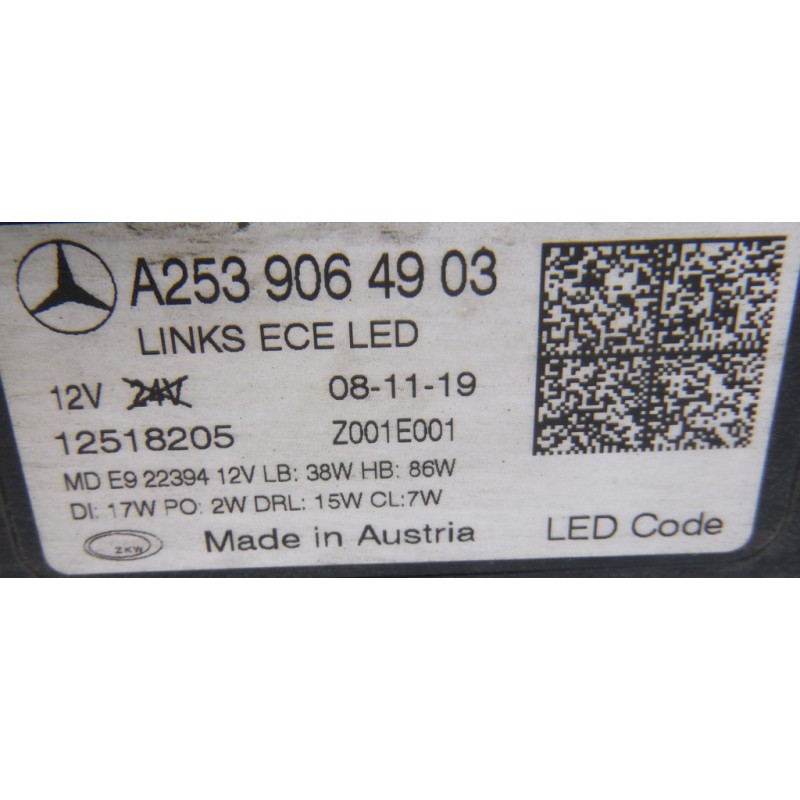 A253 906 49 03
LINKS ECE LED
12V 24V 08-11-19
12518205 Z001E001
MD E9 22394 12V LB: 38W HB: 86W
DI: 17W PO: 2W DRL: 15W CL:7W
ZKW Made in Austria LED Code